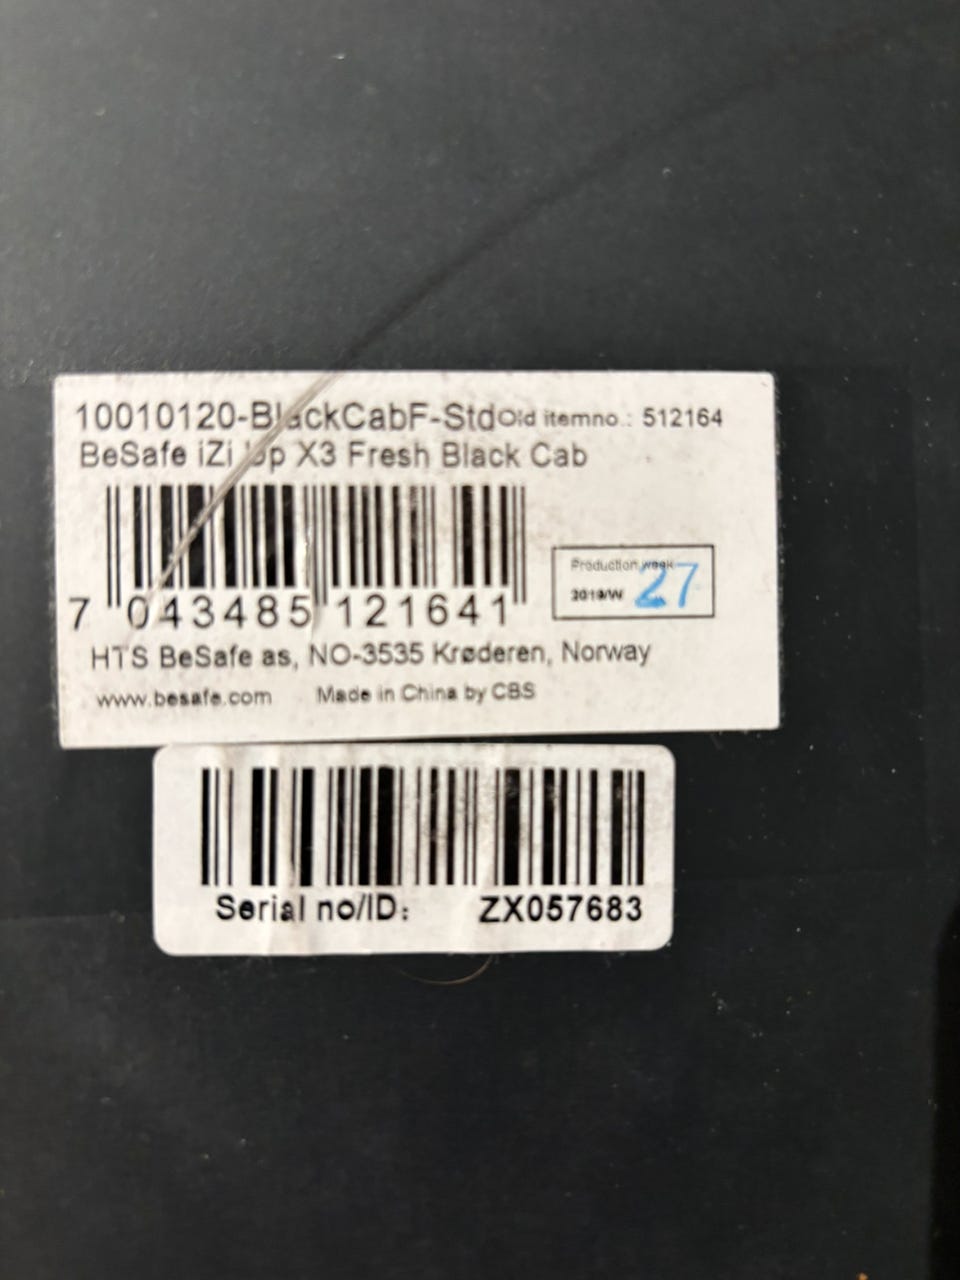 10010120-BlackCabF-Std Old itemno.: 512164
BeSafe iZi Up X3 Fresh Black Cab
Production week
2019/W 27
7 043485 121641
HTS BeSafe as, NO-3535 Krøderen, Norway
www.besafe.com Made in China by CBS
Serial no/ID: ZX057683